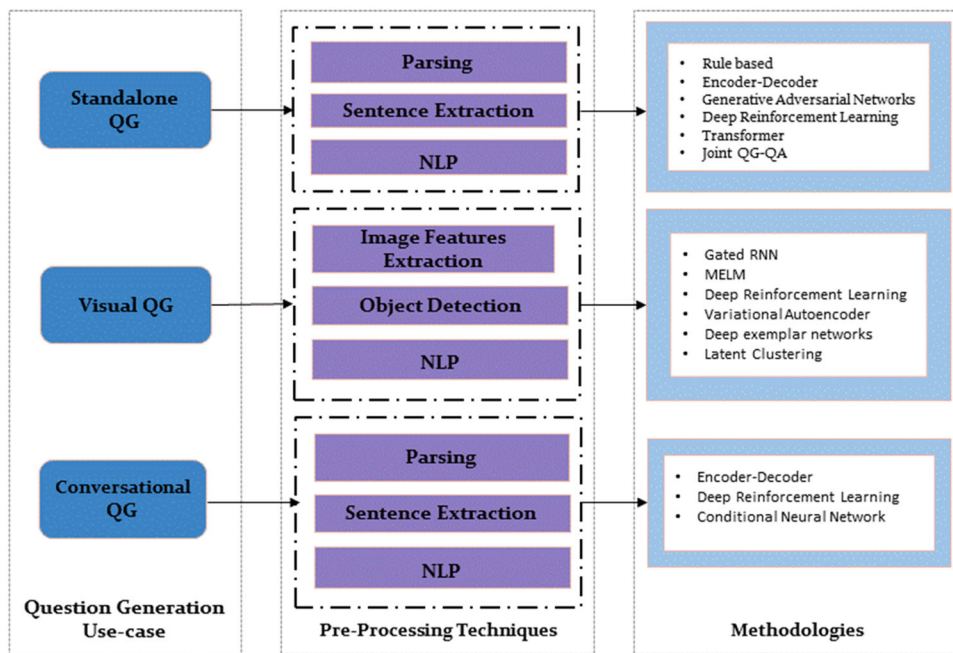 Standalone
QG
Parsing
Sentence Extraction
NLP
• Rule based
• Encoder-Decoder
• Generative Adversarial Networks
• Deep Reinforcement Learning
• Transformer
• Joint QG-QA
Visual QG
Image Features
Extraction
Object Detection
NLP
• Gated RNN
• MELM
• Deep Reinforcement Learning
• Variational Autoencoder
• Deep exemplar networks
• Latent Clustering
Conversational
QG
Parsing
Sentence Extraction
NLP
• Encoder-Decoder
• Deep Reinforcement Learning
• Conditional Neural Network
Question Generation
Use-case
Pre-Processing Techniques
Methodologies